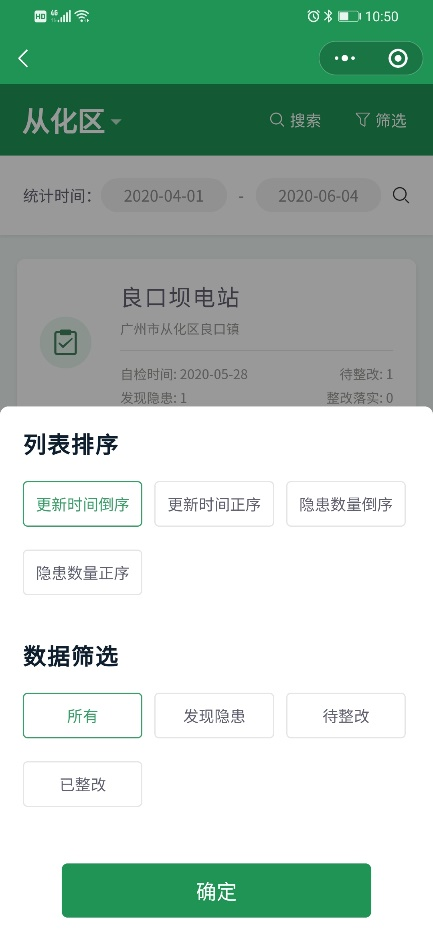 HD 4G 10:50
从化区 搜索 筛选
统计时间: 2020-04-01 - 2020-06-04
良口坝电站
广州市从化区良口镇
自检时间: 2020-05-28 待整改: 1
发现隐患: 1 整改落实: 0
列表排序
更新时间倒序 更新时间正序 隐患数量倒序
隐患数量正序
数据筛选
所有 发现隐患 待整改
已整改
确定